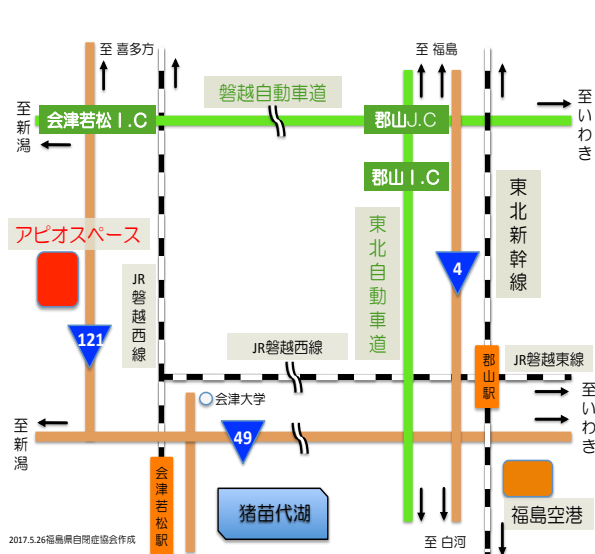 至 喜多方
至 福島
磐越自動車道
至いわき
至新潟
会津若松I.C
郡山J.C
郡山I.C
東北新幹線
東北自動車道
アピオスペース
4
JR磐越西線
121
JR磐越西線
郡山駅
JR磐越東線
会津大学
至いわき
至新潟
49
会津若松駅
猪苗代湖
福島空港
至 白河
2017.5.26福島県自閉症協会作成